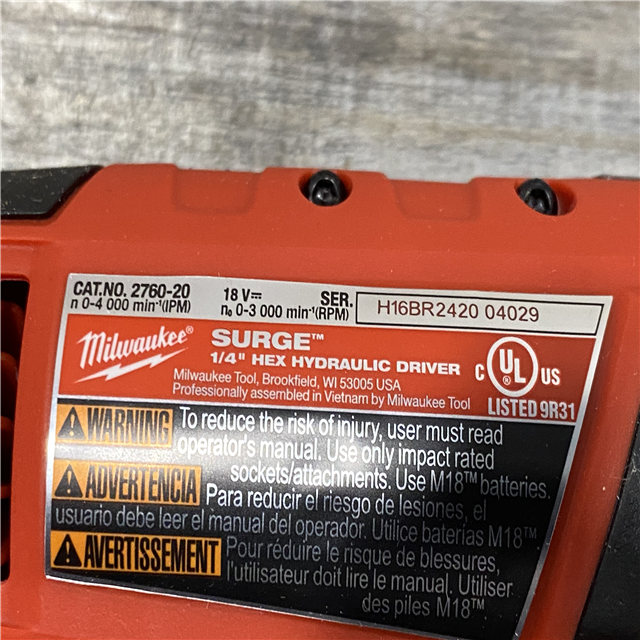 CAT.NO. 2760-20 18 V⎓ SER. H16BR2420 04029
n 0-4 000 min⁻¹(IPM) n₀ 0-3 000 min⁻¹(RPM)
Milwaukee®
SURGE™
1/4" HEX HYDRAULIC DRIVER
Milwaukee Tool, Brookfield, WI 53005 USA
Professionally assembled in Vietnam by Milwaukee Tool
C UL US
®
LISTED 9R31
WARNING To reduce the risk of injury, user must read
operator's manual. Use only impact rated
sockets/attachments. Use M18™ batteries.
ADVERTENCIA Para reducir el riesgo de lesiones, el
usuario debe leer el manual del operador. Utilice baterías M18™
AVERTISSEMENT Pour réduire le risque de blessures,
l'utilisateur doit lire le manuel. Utiliser
des piles M18™